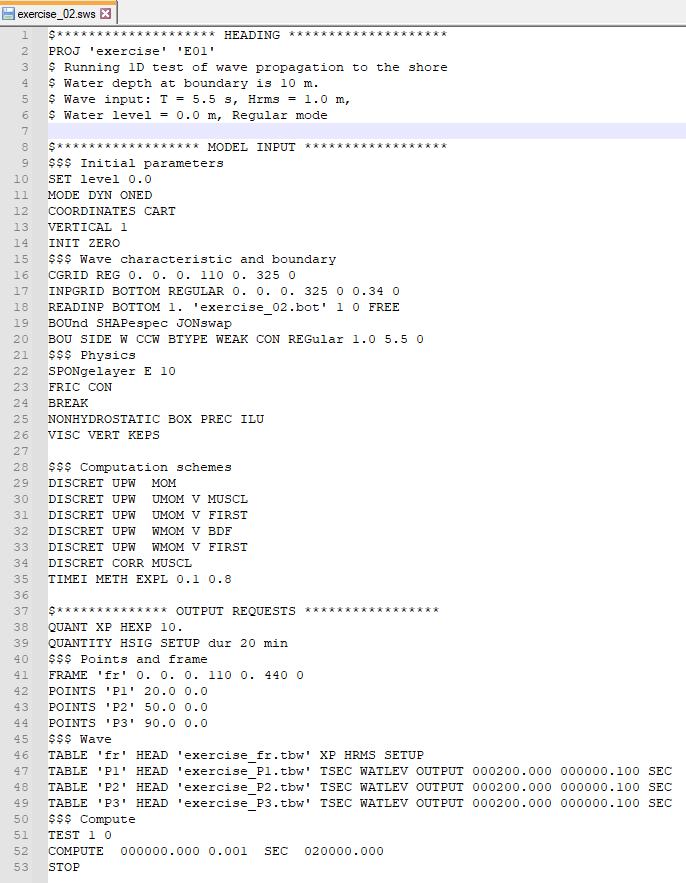 exercise_02.sws
1 $******************** HEADING ********************
2 PROJ 'exercise' 'E01'
3 $ Running 1D test of wave propagation to the shore
4 $ Water depth at boundary is 10 m.
5 $ Wave input: T = 5.5 s, Hrms = 1.0 m,
6 $ Water level = 0.0 m, Regular mode
7
8 $****************** MODEL INPUT ******************
9 $$$ Initial parameters
10 SET level 0.0
11 MODE DYN ONED
12 COORDINATES CART
13 VERTICAL 1
14 INIT ZERO
15 $$$ Wave characteristic and boundary
16 CGRID REG 0. 0. 0. 110 0. 325 0
17 INPGRID BOTTOM REGULAR 0. 0. 0. 325 0 0.34 0
18 READINP BOTTOM 1. 'exercise_02.bot' 1 0 FREE
19 BOUnd SHAPespec JONswap
20 BOU SIDE W CCW BTYPE WEAK CON REGular 1.0 5.5 0
21 $$$ Physics
22 SPONgelayer E 10
23 FRIC CON
24 BREAK
25 NONHYDROSTATIC BOX PREC ILU
26 VISC VERT KEPS
27
28 $$$ Computation schemes
29 DISCRET UPW  MOM
30 DISCRET UPW  UMOM V MUSCL
31 DISCRET UPW  UMOM V FIRST
32 DISCRET UPW  WMOM V BDF
33 DISCRET UPW  WMOM V FIRST
34 DISCRET CORR MUSCL
35 TIMEI METH EXPL 0.1 0.8
36
37 $************** OUTPUT REQUESTS *****************
38 QUANT XP HEXP 10.
39 QUANTITY HSIG SETUP dur 20 min
40 $$$ Points and frame
41 FRAME 'fr' 0. 0. 0. 110 0. 440 0
42 POINTS 'P1' 20.0 0.0
43 POINTS 'P2' 50.0 0.0
44 POINTS 'P3' 90.0 0.0
45 $$$ Wave
46 TABLE 'fr' HEAD 'exercise_fr.tbw' XP HRMS SETUP
47 TABLE 'P1' HEAD 'exercise_P1.tbw' TSEC WATLEV OUTPUT 000200.000 000000.100 SEC
48 TABLE 'P2' HEAD 'exercise_P2.tbw' TSEC WATLEV OUTPUT 000200.000 000000.100 SEC
49 TABLE 'P3' HEAD 'exercise_P3.tbw' TSEC WATLEV OUTPUT 000200.000 000000.100 SEC
50 $$$ Compute
51 TEST 1 0
52 COMPUTE  000000.000 0.001  SEC  020000.000
53 STOP